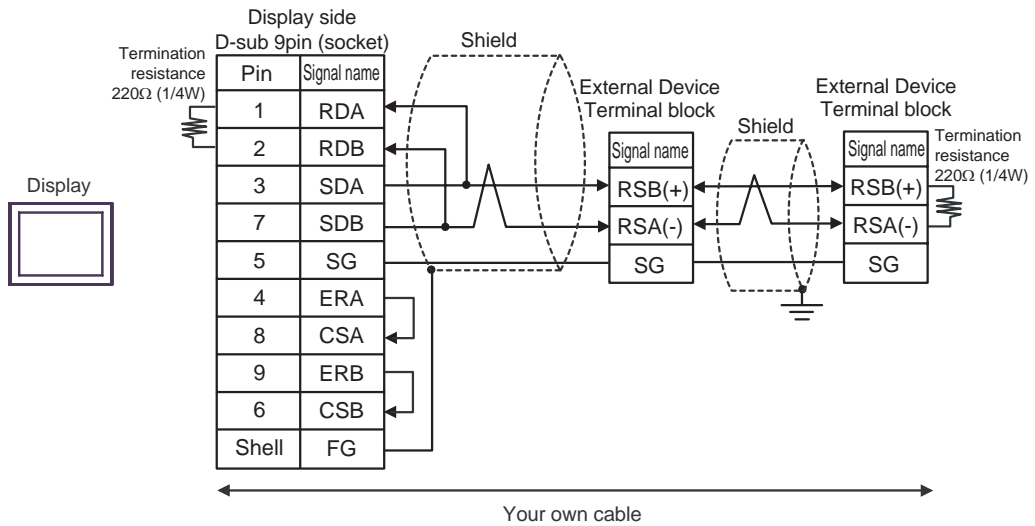 Display side
D-sub 9pin (socket)
Termination
resistance
220Ω (1/4W)
Shield
Pin Signal name
1 RDA
2 RDB
3 SDA
7 SDB
5 SG
4 ERA
8 CSA
9 ERB
6 CSB
Shell FG
Display
External Device
Terminal block
Signal name
RSB(+)
RSA(-)
SG
Shield
External Device
Terminal block
Signal name
RSB(+)
RSA(-)
SG
Termination
resistance
220Ω (1/4W)
Your own cable